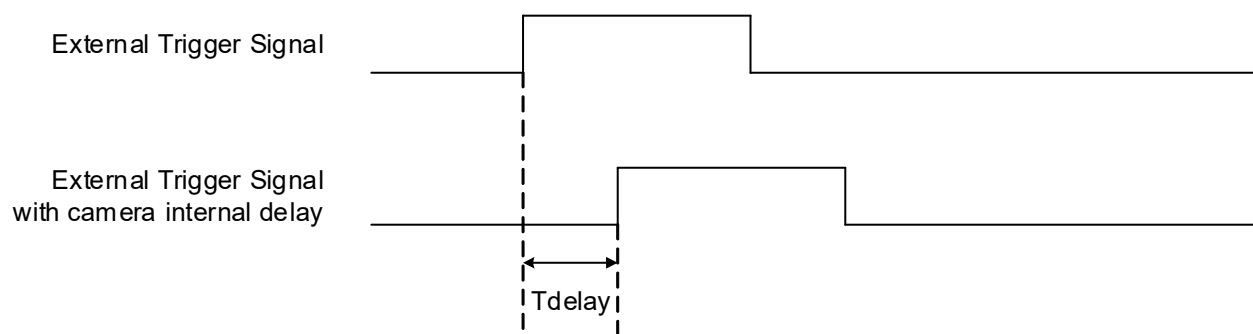 External Trigger Signal
External Trigger Signal
with camera internal delay
Tdelay